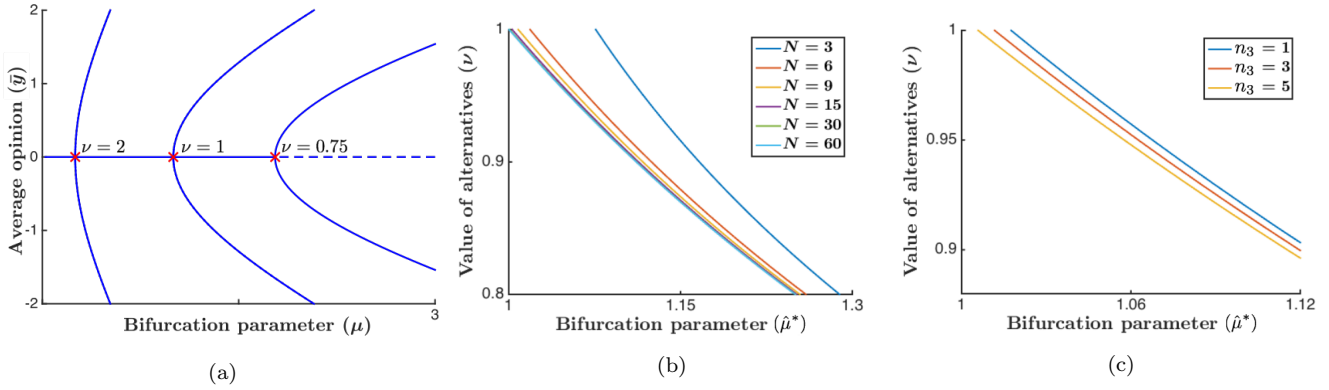 2
1
0
-1
-2
Average opinion (ȳ)
ν = 2
ν = 1
ν = 0.75
3
Bifurcation parameter (μ)
(a)
1
0.9
0.8
Value of alternatives (ν)
N = 3
N = 6
N = 9
N = 15
N = 30
N = 60
1
1.15
1.3
Bifurcation parameter (μ̂*)
(b)
1
0.95
0.9
Value of alternatives (ν)
n₃ = 1
n₃ = 3
n₃ = 5
1
1.06
1.12
Bifurcation parameter (μ̂*)
(c)